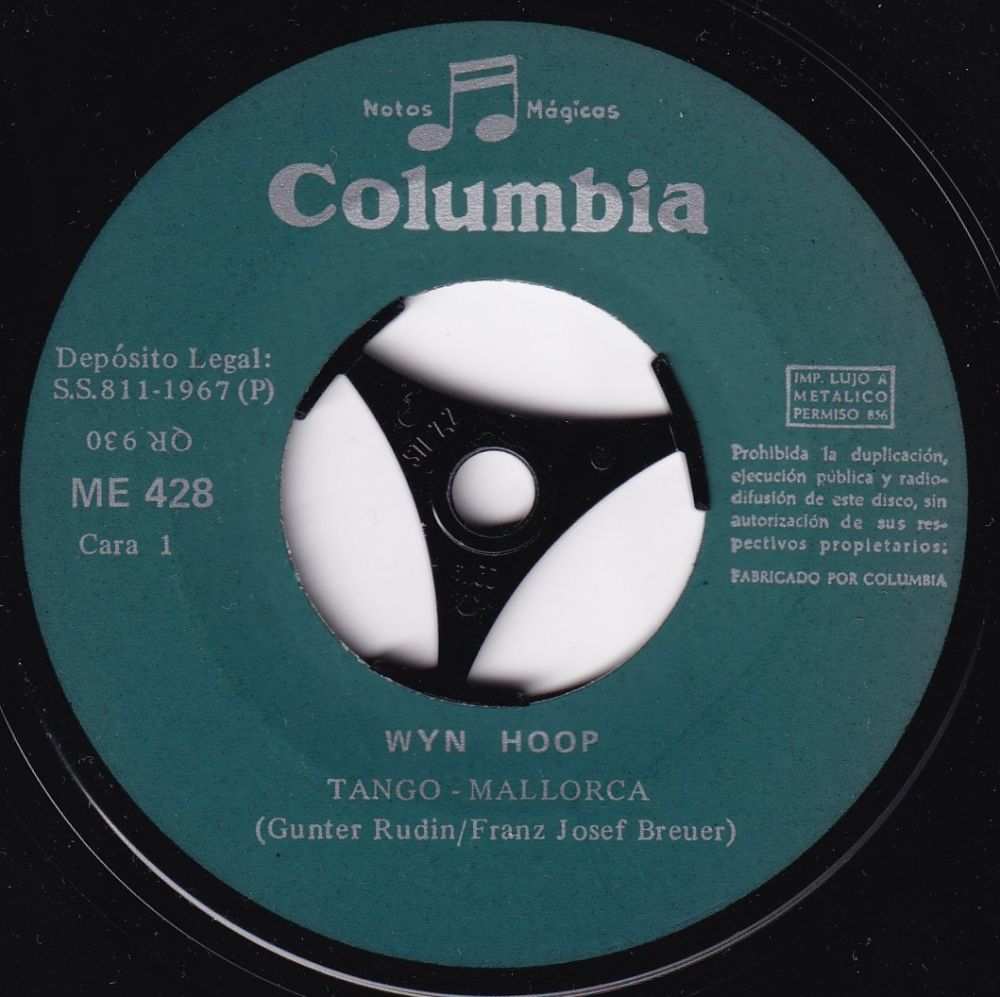 Notas Mágicas
Columbia
Depósito Legal:
S.S.811-1967 (P)
QR 930
ME 428
Cara 1
IMP. LUJO A
METALICO
PERMISO 856
Prohibida la duplicación,
ejecución pública y radio-
difusión de este disco, sin
autorización de sus res-
pectivos propietarios:
FABRICADO POR COLUMBIA
WYN HOOP
TANGO - MALLORCA
(Gunter Rudin/Franz Josef Breuer)